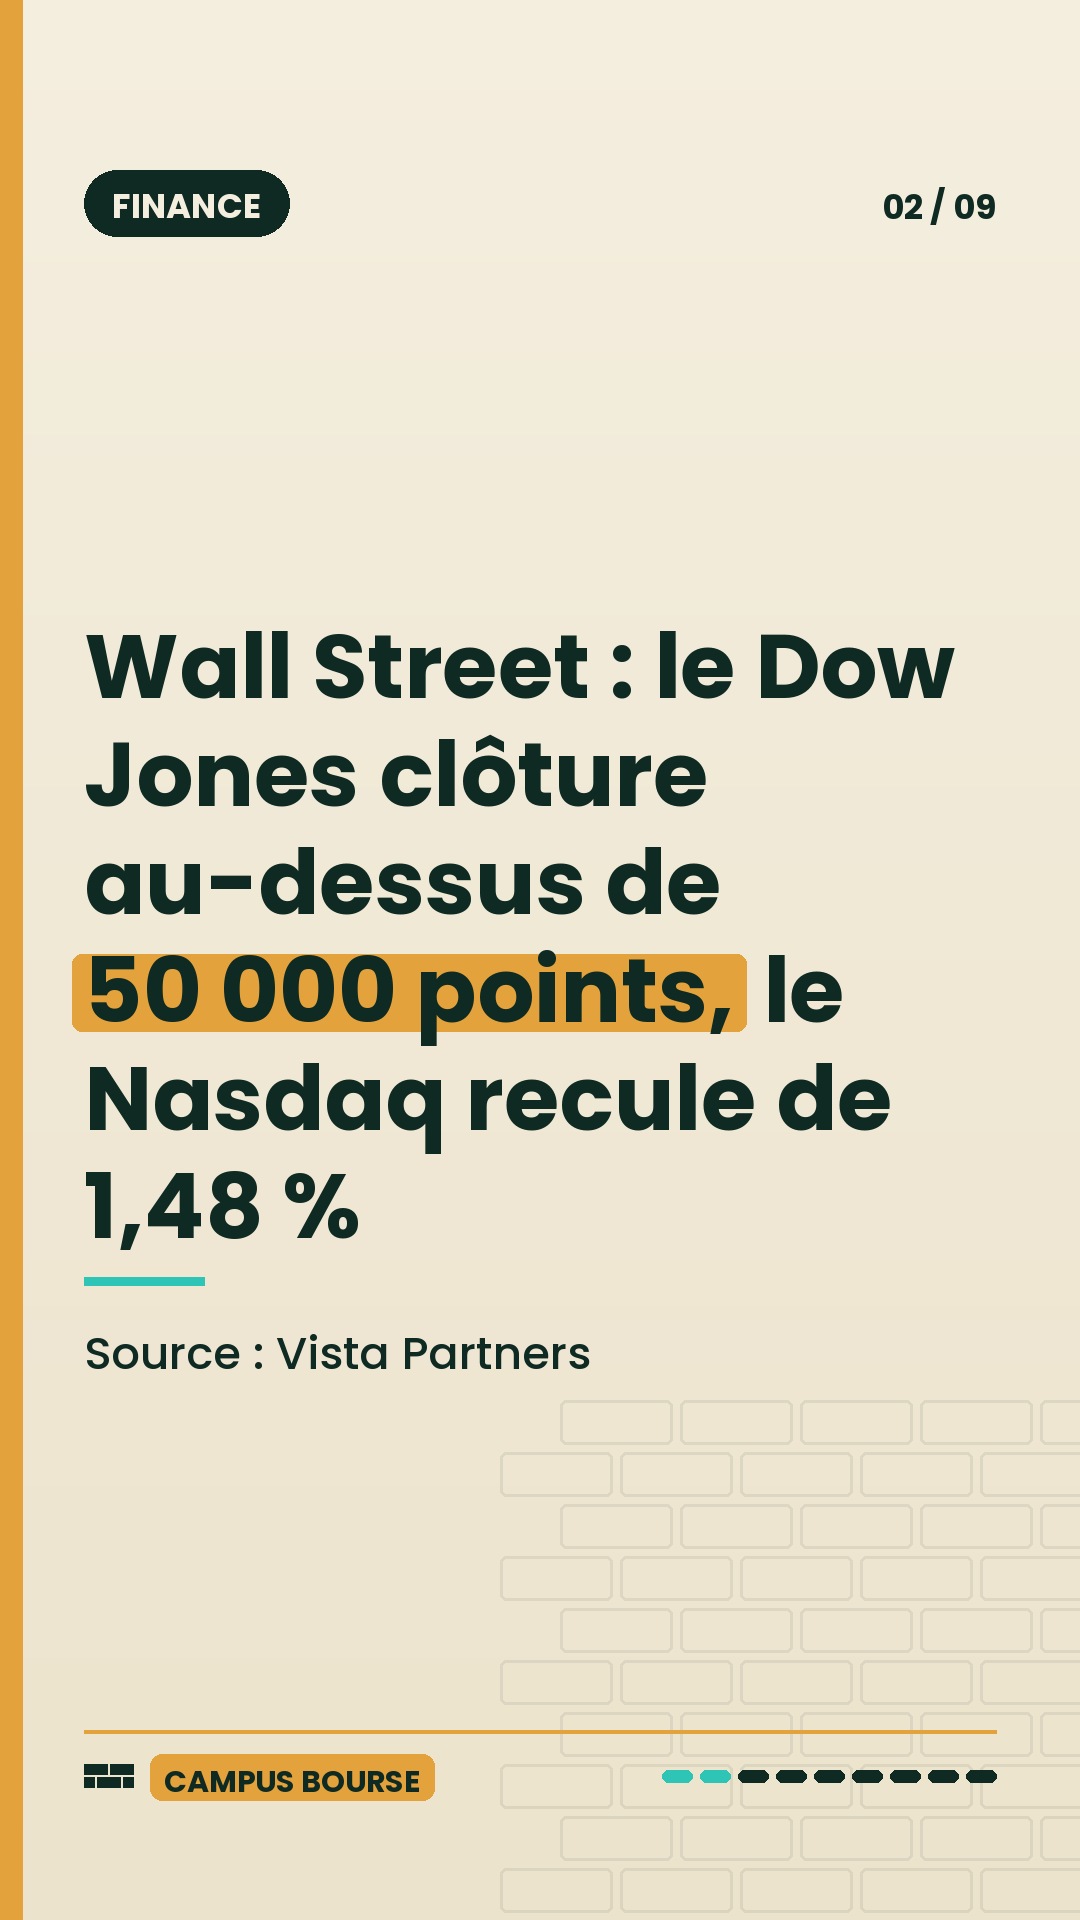 FINANCE
02 / 09
Wall Street : le Dow
Jones clôture
au-dessus de
50 000 points, le
Nasdaq recule de
1,48 %
Source : Vista Partners
CAMPUS BOURSE